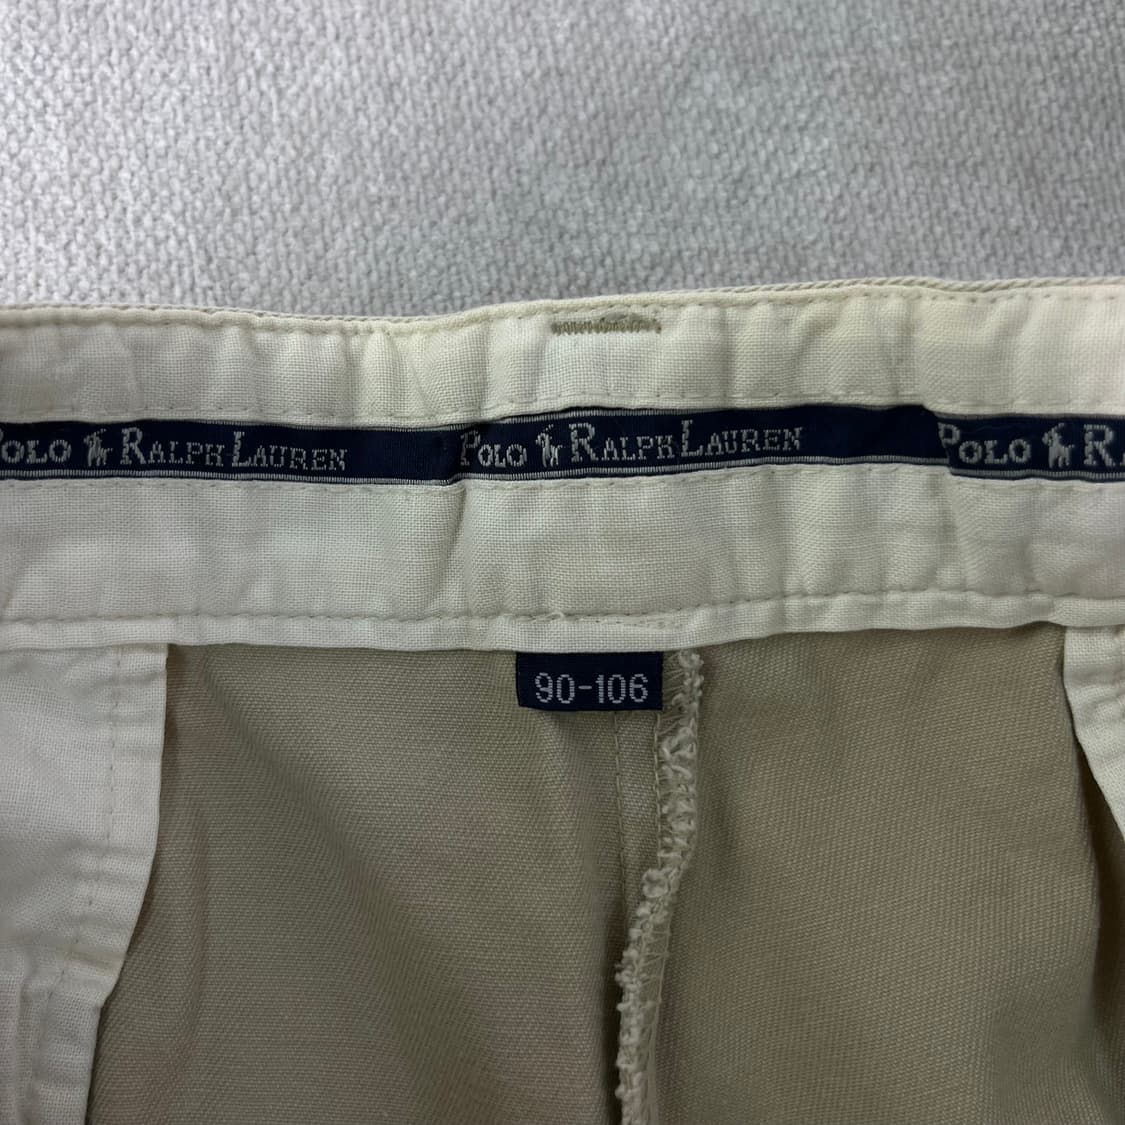 POLO RALPH LAUREN POLO RALPH LAUREN POLO R
90-106